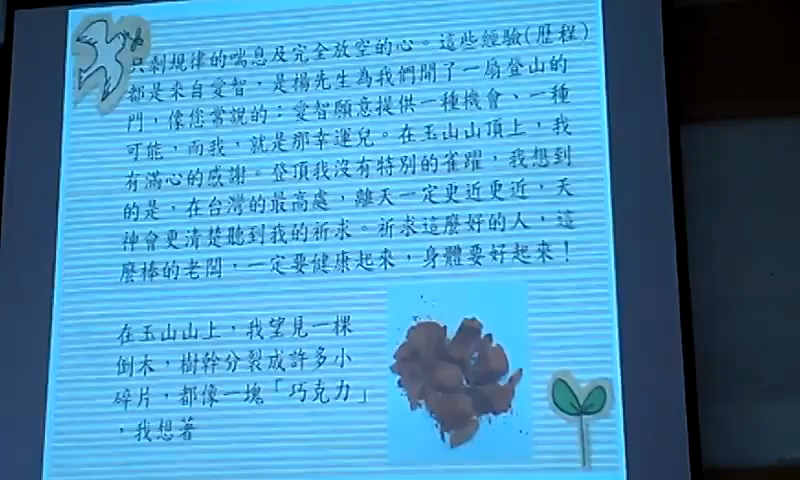 只剩規律的喘息及完全放空的心。這些經驗(歷程)
都是來自愛智，是楊先生為我們開了一扇登山的
門，像您常說的：愛智願意提供一種機會、一種
可能，而我，就是那幸運兒。在玉山山頂上，我
有滿心的感謝。登頂我沒有特別的雀躍，我想到
的是，在台灣的最高處，離天一定更近更近，天
神會更清楚聽到我的祈求。祈求這麼好的人，這
麼棒的老闆，一定要健康起來，身體要好起來！
在玉山山上，我望見一棵
倒木，樹幹分裂成許多小
碎片，都像一塊「巧克力」
，我想著